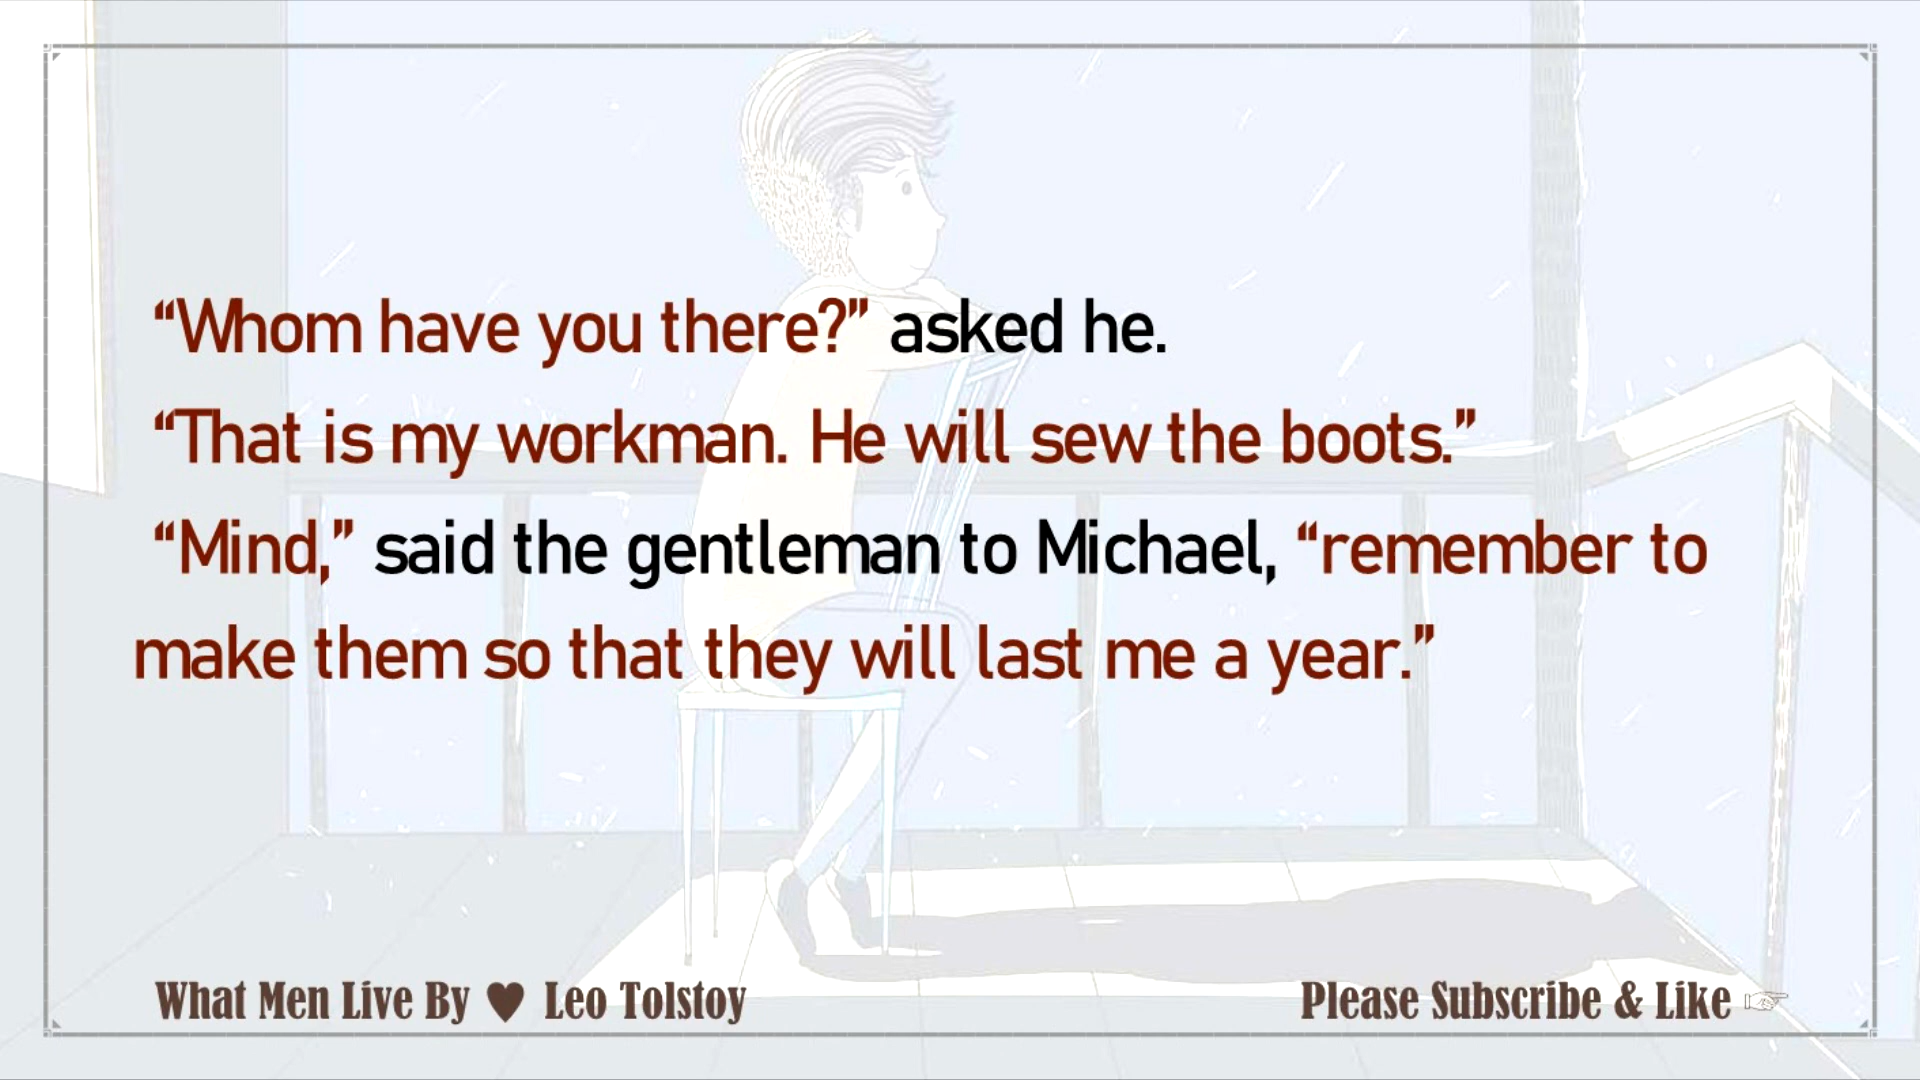 “Whom have you there?” asked he.
“That is my workman. He will sew the boots.”
“Mind,” said the gentleman to Michael, “remember to
make them so that they will last me a year.”
What Men Live By ♥ Leo Tolstoy
Please Subscribe & Like